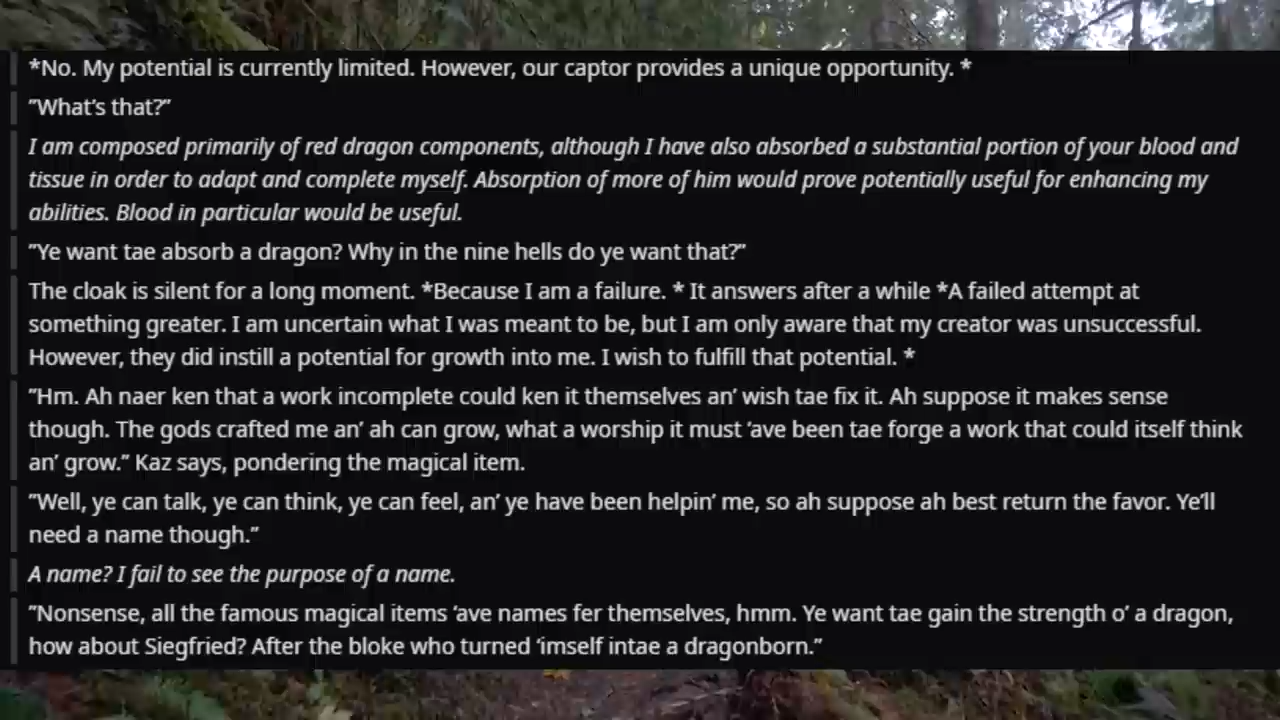 *No. My potential is currently limited. However, our captor provides a unique opportunity. *
"What's that?"
I am composed primarily of red dragon components, although I have also absorbed a substantial portion of your blood and
tissue in order to adapt and complete myself. Absorption of more of him would prove potentially useful for enhancing my
abilities. Blood in particular would be useful.
"Ye want tae absorb a dragon? Why in the nine hells do ye want that?"
The cloak is silent for a long moment. *Because I am a failure. * It answers after a while *A failed attempt at
something greater. I am uncertain what I was meant to be, but I am only aware that my creator was unsuccessful.
However, they did instill a potential for growth into me. I wish to fulfill that potential. *
"Hm. Ah naer ken that a work incomplete could ken it themselves an' wish tae fix it. Ah suppose it makes sense
though. The gods crafted me an' ah can grow, what a worship it must 'ave been tae forge a work that could itself think
an' grow." Kaz says, pondering the magical item.
"Well, ye can talk, ye can think, ye can feel, an' ye have been helpin' me, so ah suppose ah best return the favor. Ye'll
need a name though."
A name? I fail to see the purpose of a name.
"Nonsense, all the famous magical items 'ave names fer themselves, hmm. Ye want tae gain the strength o' a dragon,
how about Siegfried? After the bloke who turned 'imself intae a dragonborn."